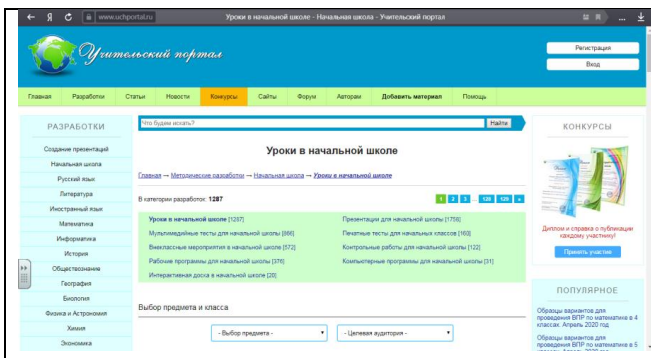 www.uchportal.ru
Уроки в начальной школе - Начальная школа - Учительский портал
Учительский портал
Регистрация
Вход
Главная Разработки Статьи Новости Конкурсы Сайты Форум Авторам Добавить материал Помощь
РАЗРАБОТКИ
Создание презентаций
Начальная школа
Русский язык
Литература
Иностранный язык
Математика
Информатика
История
Обществознание
География
Биология
Физика и Астрономия
Химия
Экономика
Что будем искать?
Найти
Уроки в начальной школе
Главная → Методические разработки → Начальная школа → Уроки в начальной школе
В категории разработок: 1287
1 2 3 ... 128 129 »
Уроки в начальной школе [1287]
Мультимедийные тесты для начальной школы [866]
Внеклассные мероприятия в начальной школе [572]
Рабочие программы для начальной школы [376]
Интерактивная доска в начальной школе [20]
Презентации для начальной школы [1758]
Печатные тесты для начальных классов [160]
Контрольные работы для начальной школы [122]
Компьютерные программы для начальной школы [31]
Выбор предмета и класса
- Выбор предмета -
- Целевая аудитория -
КОНКУРСЫ
Диплом и справка о публикации
каждому участнику!
Принять участие
ПОПУЛЯРНОЕ
Образцы вариантов для
проведения ВПР по математике в 4
классах. Апрель 2020 год
Образцы вариантов для
проведения ВПР по математике в 5